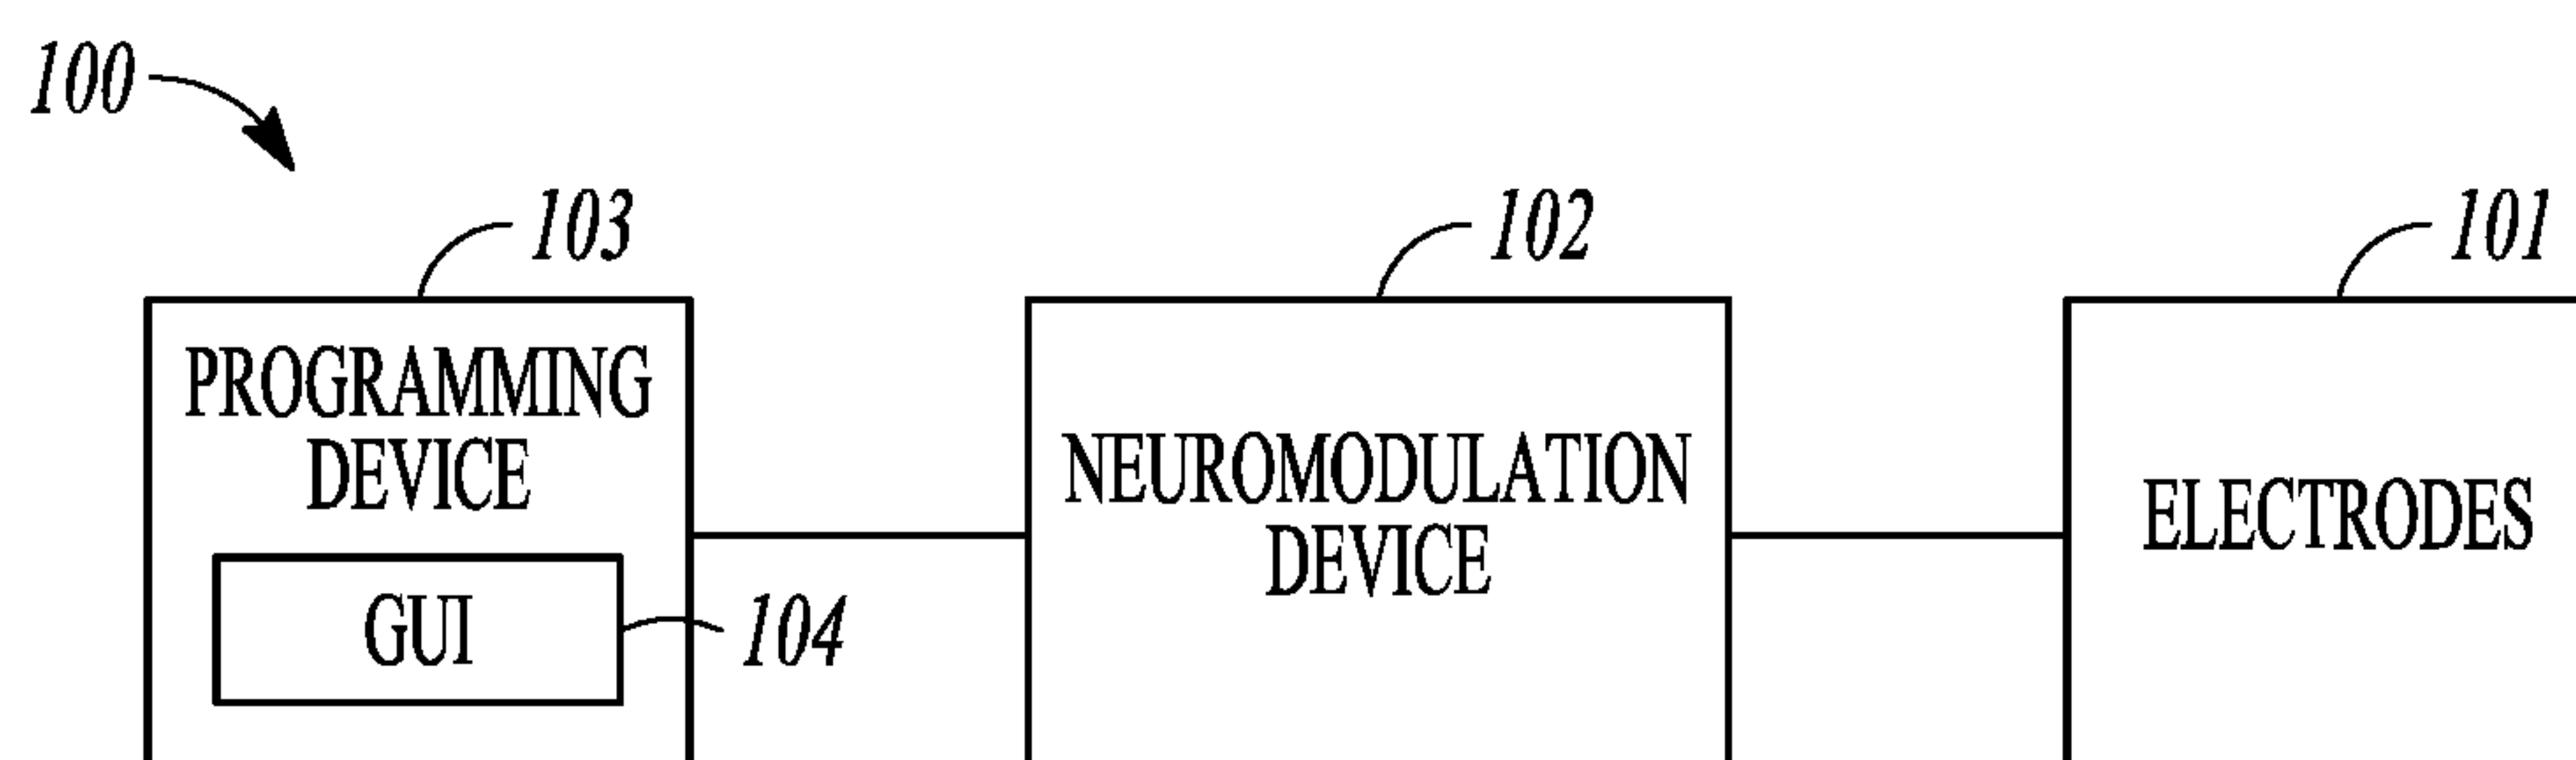 100
103
102
101
PROGRAMMING
DEVICE
NEUROMODULATION
DEVICE
ELECTRODES
GUI
104